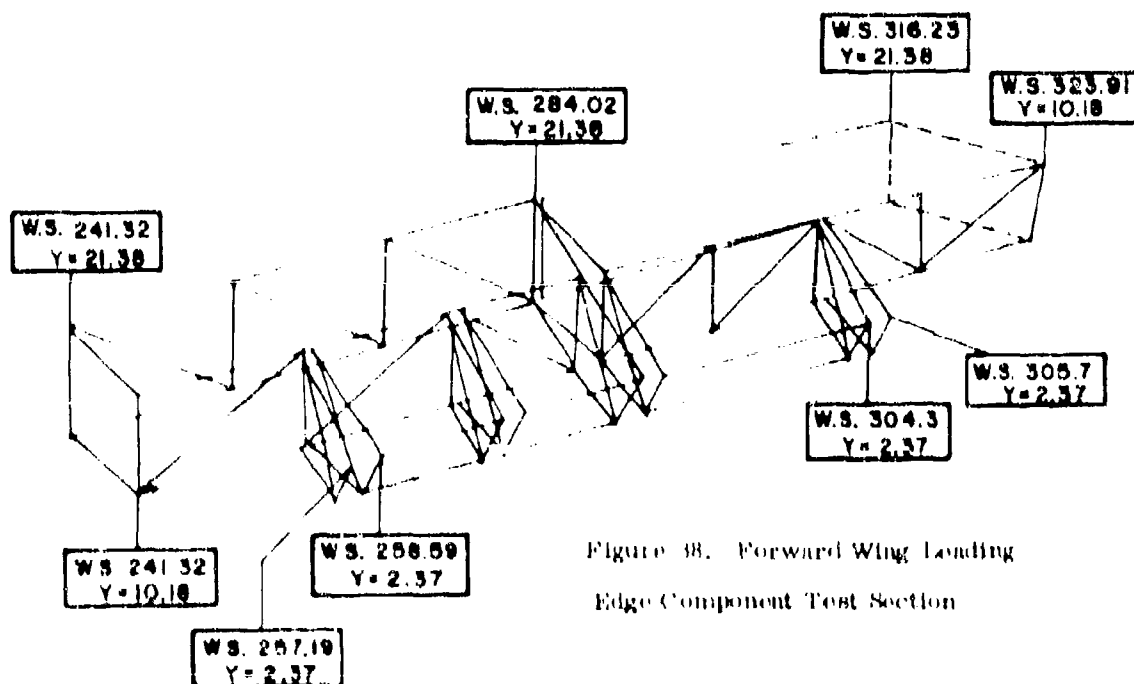 W.S. 316.23
Y = 21.38
W.S. 323.91
Y = 10.18
W.S. 284.02
Y = 21.38
W.S. 241.32
Y = 21.38
W.S. 305.7
Y = 2.37
W.S. 304.3
Y = 2.37
W.S. 258.59
Y = 2.37
W.S. 241.32
Y = 10.18
W.S. 257.19
Y = 2.37
Figure 38. Forward Wing Leading
Edge Component Test Section